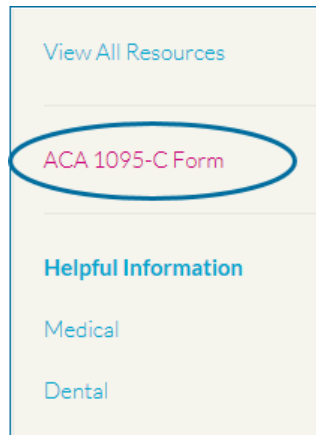 View All Resources
ACA 1095-C Form
Helpful Information
Medical
Dental